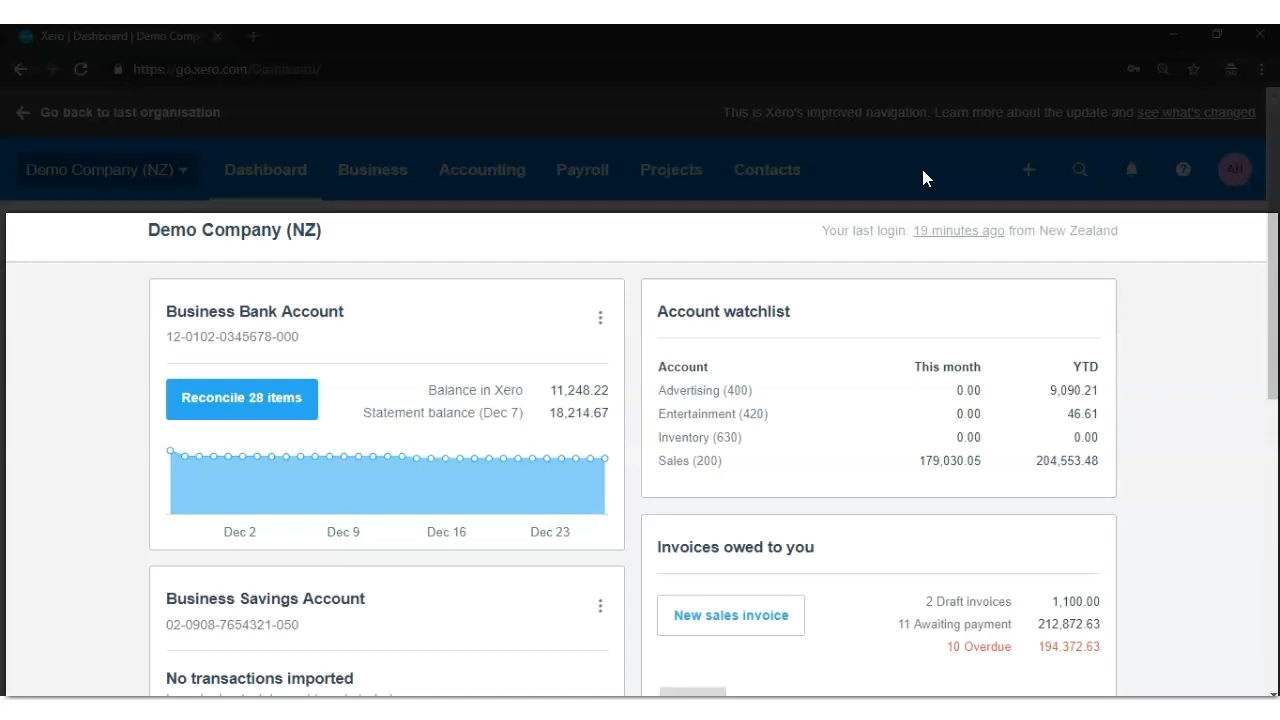 Xero | Dashboard | Demo Comp
https://go.xero.com/Dashboard/
Go back to last organisation
This is Xero's improved navigation. Learn more about the update and see what's changed
Demo Company (NZ)
Dashboard
Business
Accounting
Payroll
Projects
Contacts
AH
Demo Company (NZ)
Your last login: 19 minutes ago from New Zealand
Business Bank Account
12-0102-0345678-000
Reconcile 28 items
Balance in Xero 11,248.22
Statement balance (Dec 7) 18,214.67
Dec 2 Dec 9 Dec 16 Dec 23
Business Savings Account
02-0908-7654321-050
No transactions imported
Account watchlist
Account This month YTD
Advertising (400) 0.00 9,090.21
Entertainment (420) 0.00 46.61
Inventory (630) 0.00 0.00
Sales (200) 179,030.05 204,553.48
Invoices owed to you
New sales invoice
2 Draft invoices 1,100.00
11 Awaiting payment 212,872.63
10 Overdue 194,372.63